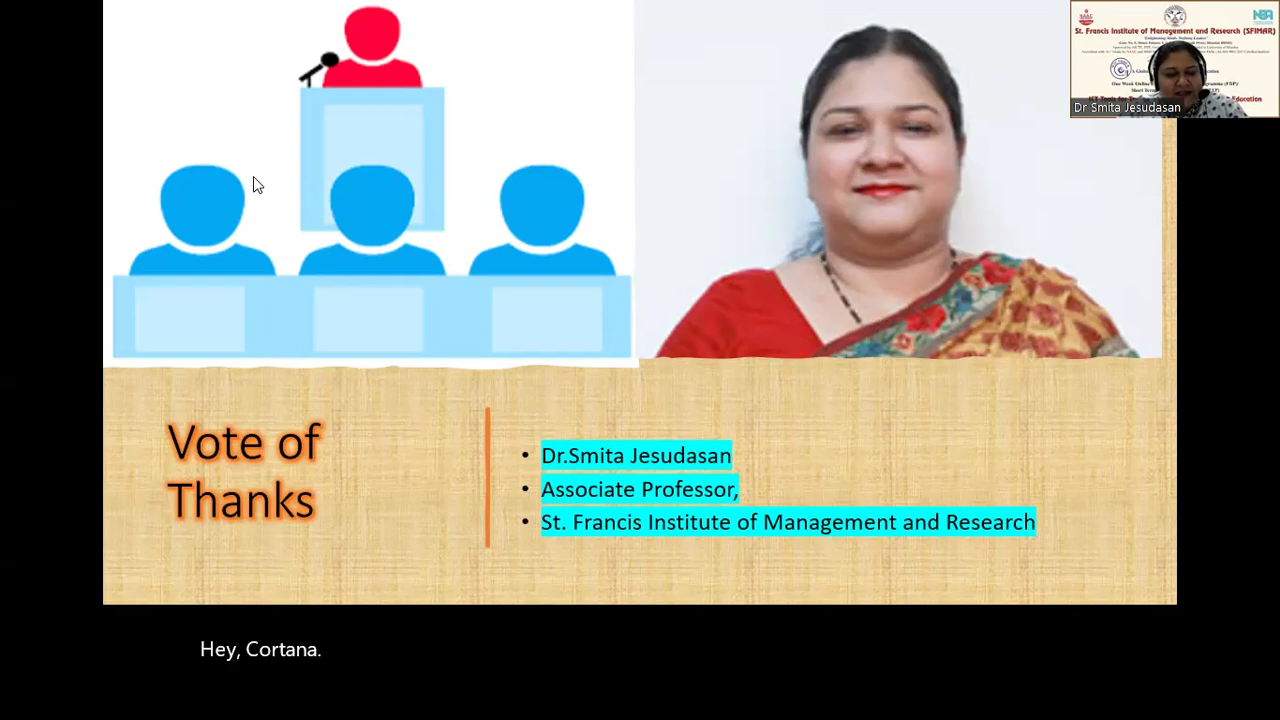 St. Francis Institute of Management and Research (SFIMAR)
Dr Smita Jesudasan
Vote of
Thanks
• Dr.Smita Jesudasan
• Associate Professor,
• St. Francis Institute of Management and Research
Hey, Cortana.